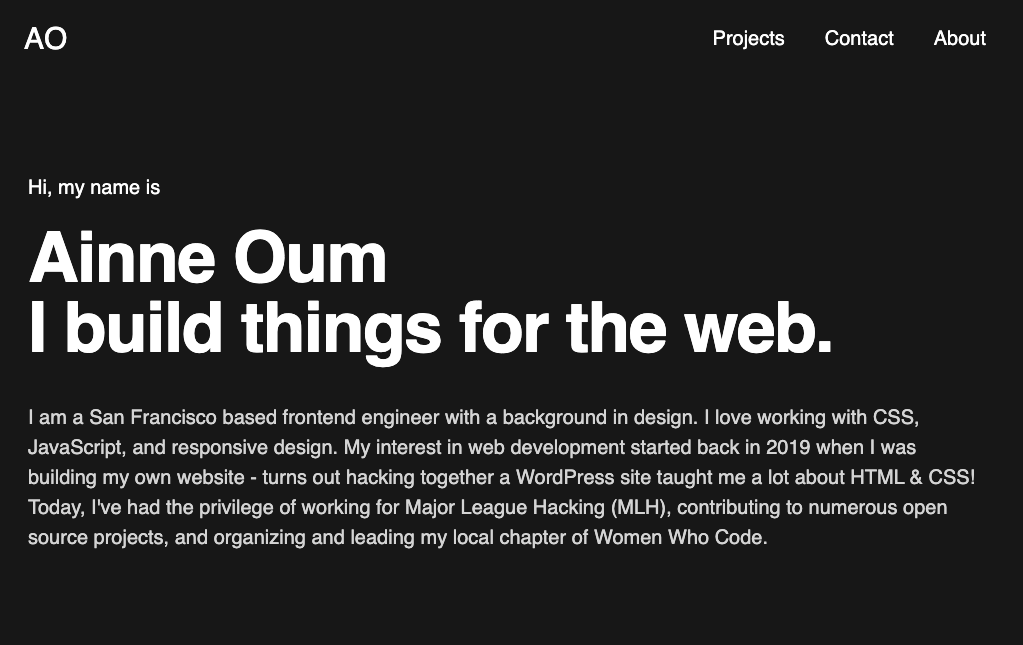 AO
Projects Contact About
Hi, my name is
Ainne Oum
I build things for the web.
I am a San Francisco based frontend engineer with a background in design. I love working with CSS,
JavaScript, and responsive design. My interest in web development started back in 2019 when I was
building my own website - turns out hacking together a WordPress site taught me a lot about HTML & CSS!
Today, I've had the privilege of working for Major League Hacking (MLH), contributing to numerous open
source projects, and organizing and leading my local chapter of Women Who Code.